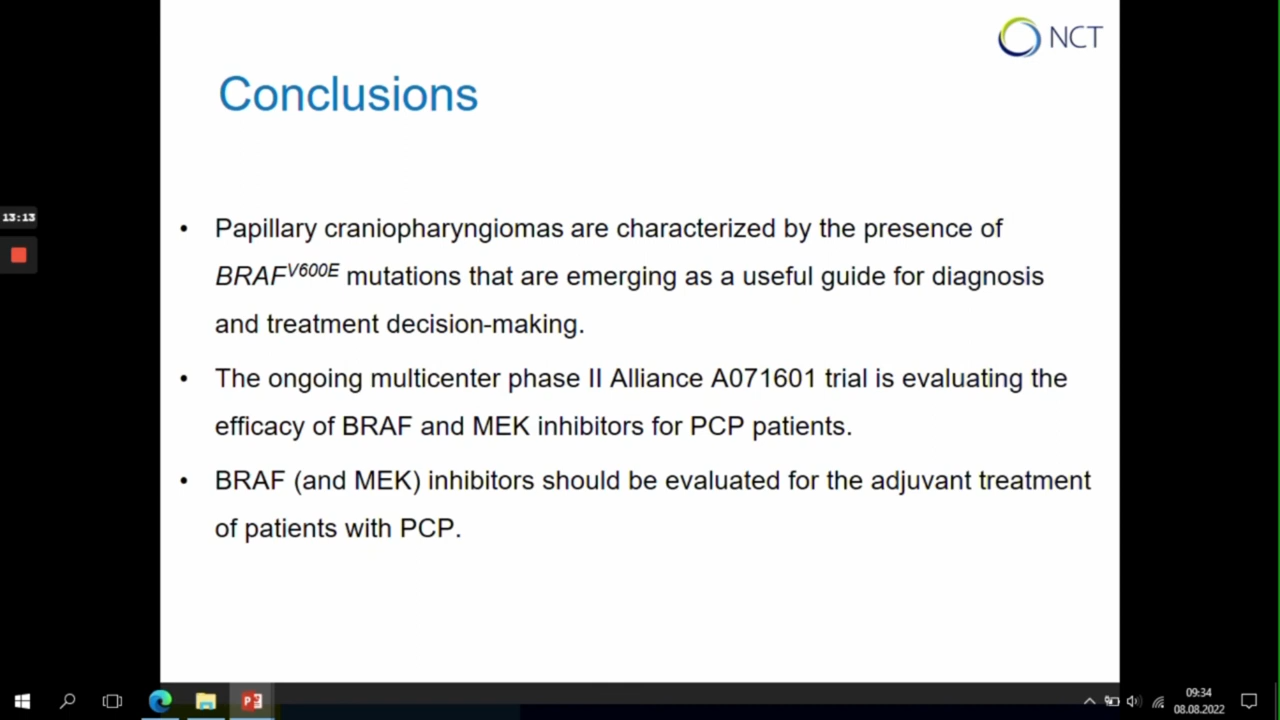 NCT
Conclusions
13:13
• Papillary craniopharyngiomas are characterized by the presence of
BRAFV600E mutations that are emerging as a useful guide for diagnosis
and treatment decision-making.
• The ongoing multicenter phase II Alliance A071601 trial is evaluating the
efficacy of BRAF and MEK inhibitors for PCP patients.
• BRAF (and MEK) inhibitors should be evaluated for the adjuvant treatment
of patients with PCP.
09:34
08.08.2022